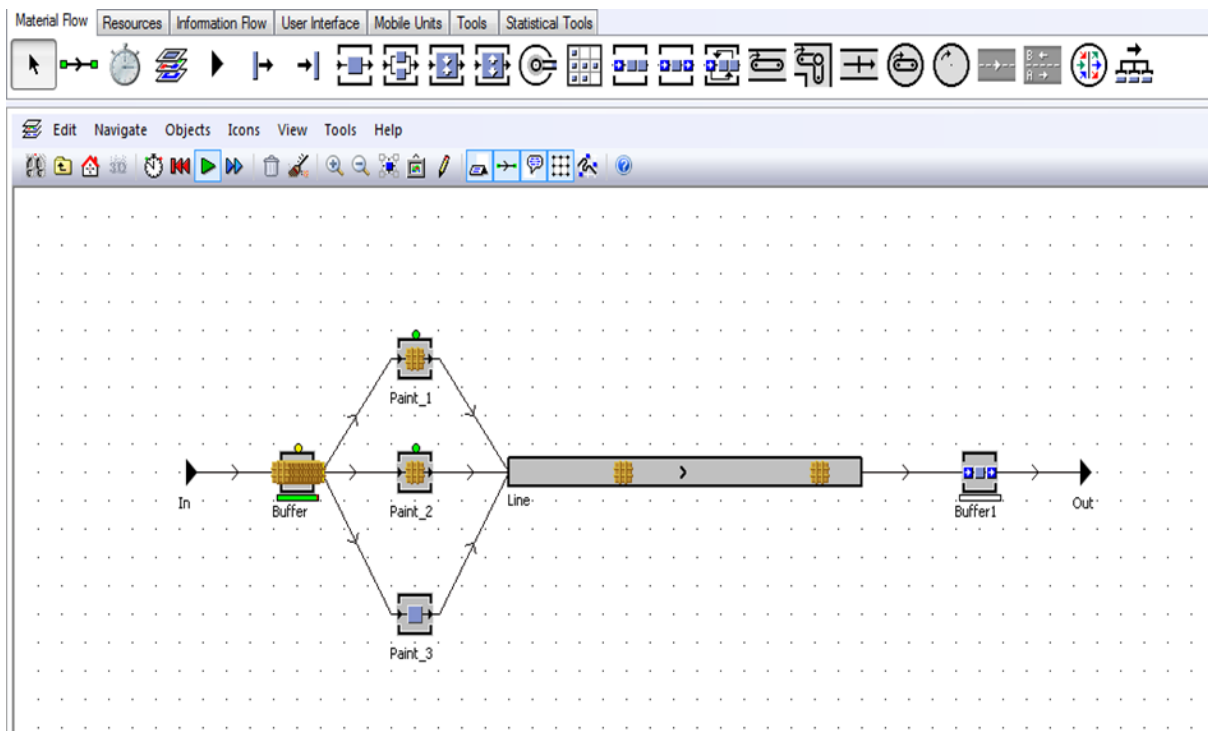 Material Flow Resources Information Flow User Interface Mobile Units Tools Statistical Tools
B
A
Edit Navigate Objects Icons View Tools Help
3D
Paint_1
In
Buffer
Paint_2
Line
Buffer1
Out
Paint_3